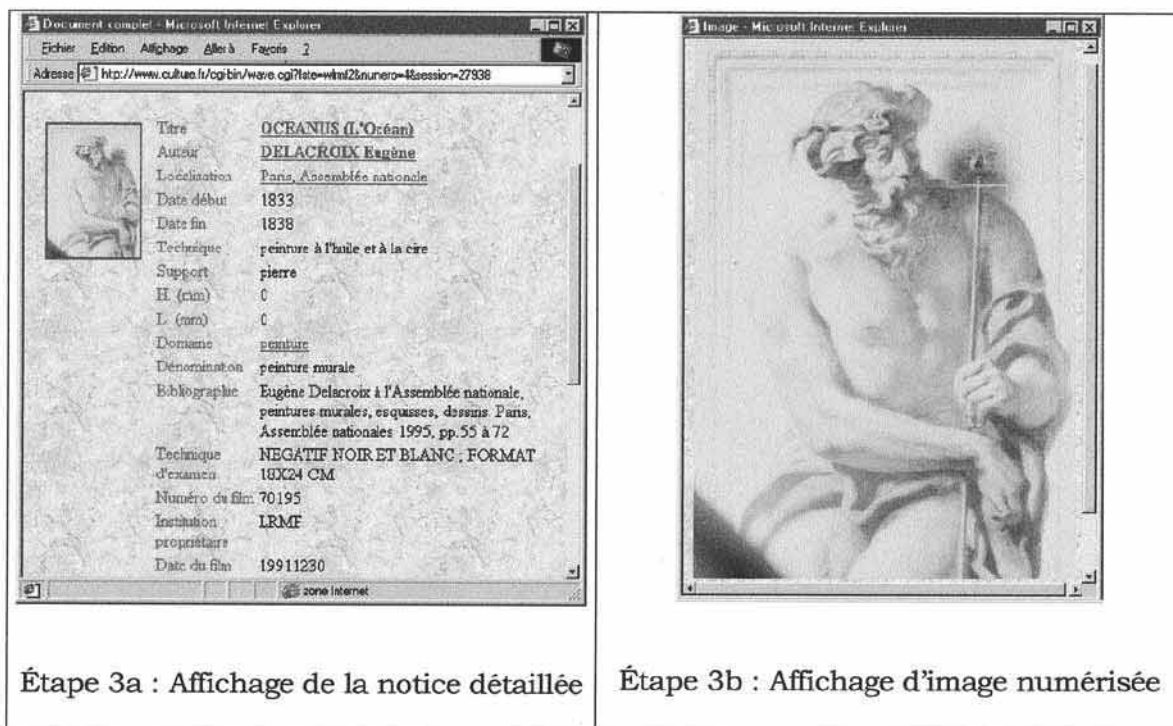 Document complet - Microsoft Internet Explorer
Fichier Edition Affichage Aller à Favoris ?
Adresse http://www.culture.fr/cgi-bin/wave.cgi?liste=wlrmf2&numero=4&session=27938
Titre OCEANUS (L'Océan)
Auteur DELACROIX Eugène
Localisation Paris, Assemblée nationale
Date début 1833
Date fin 1838
Technique peinture à l'huile et à la cire
Support pierre
H. (mm) 0
L. (mm) 0
Domaine peinture
Dénomination peinture murale
Bibliographie Eugène Delacroix à l'Assemblée nationale,
peintures murales, esquisses, dessins. Paris,
Assemblée nationales 1995, pp.55 à 72
Technique NEGATIF NOIR ET BLANC ; FORMAT
d'examen 18X24 CM
Numéro du film 70195
Institution LRMF
propriétaire
Date du film 19911230
zone Internet
Étape 3a : Affichage de la notice détaillée
Image - Microsoft Internet Explorer
Étape 3b : Affichage d'image numérisée